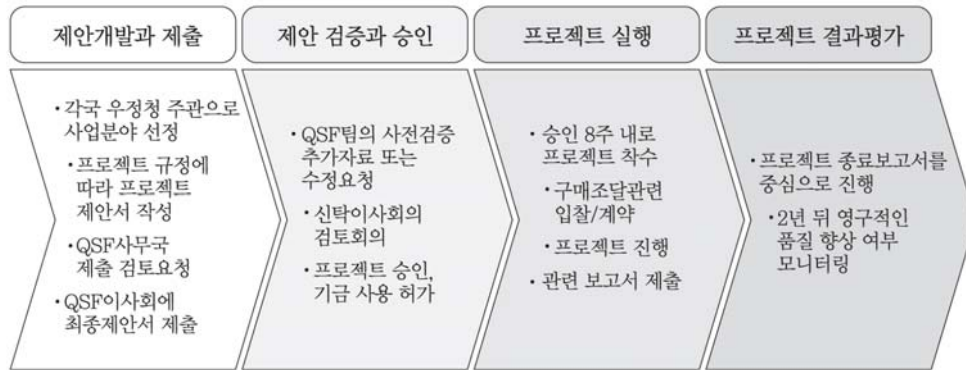 제안개발과 제출
각국 우정청 주관으로
사업분야 선정
프로젝트 규정에
따라 프로젝트
제안서 작성
QSF사무국
제출 검토요청
QSF이사회에
최종제안서 제출
제안 검증과 승인
QSF팀의 사전검증
추가자료 또는
수정요청
신탁이사회의
검토회의
프로젝트 승인,
기금 사용 허가
프로젝트 실행
승인 8주 내로
프로젝트 착수
구매조달관련
입찰/계약
프로젝트 진행
관련 보고서 제출
프로젝트 결과평가
프로젝트 종료보고서를
중심으로 진행
2년 뒤 영구적인
품질 향상 여부
모니터링